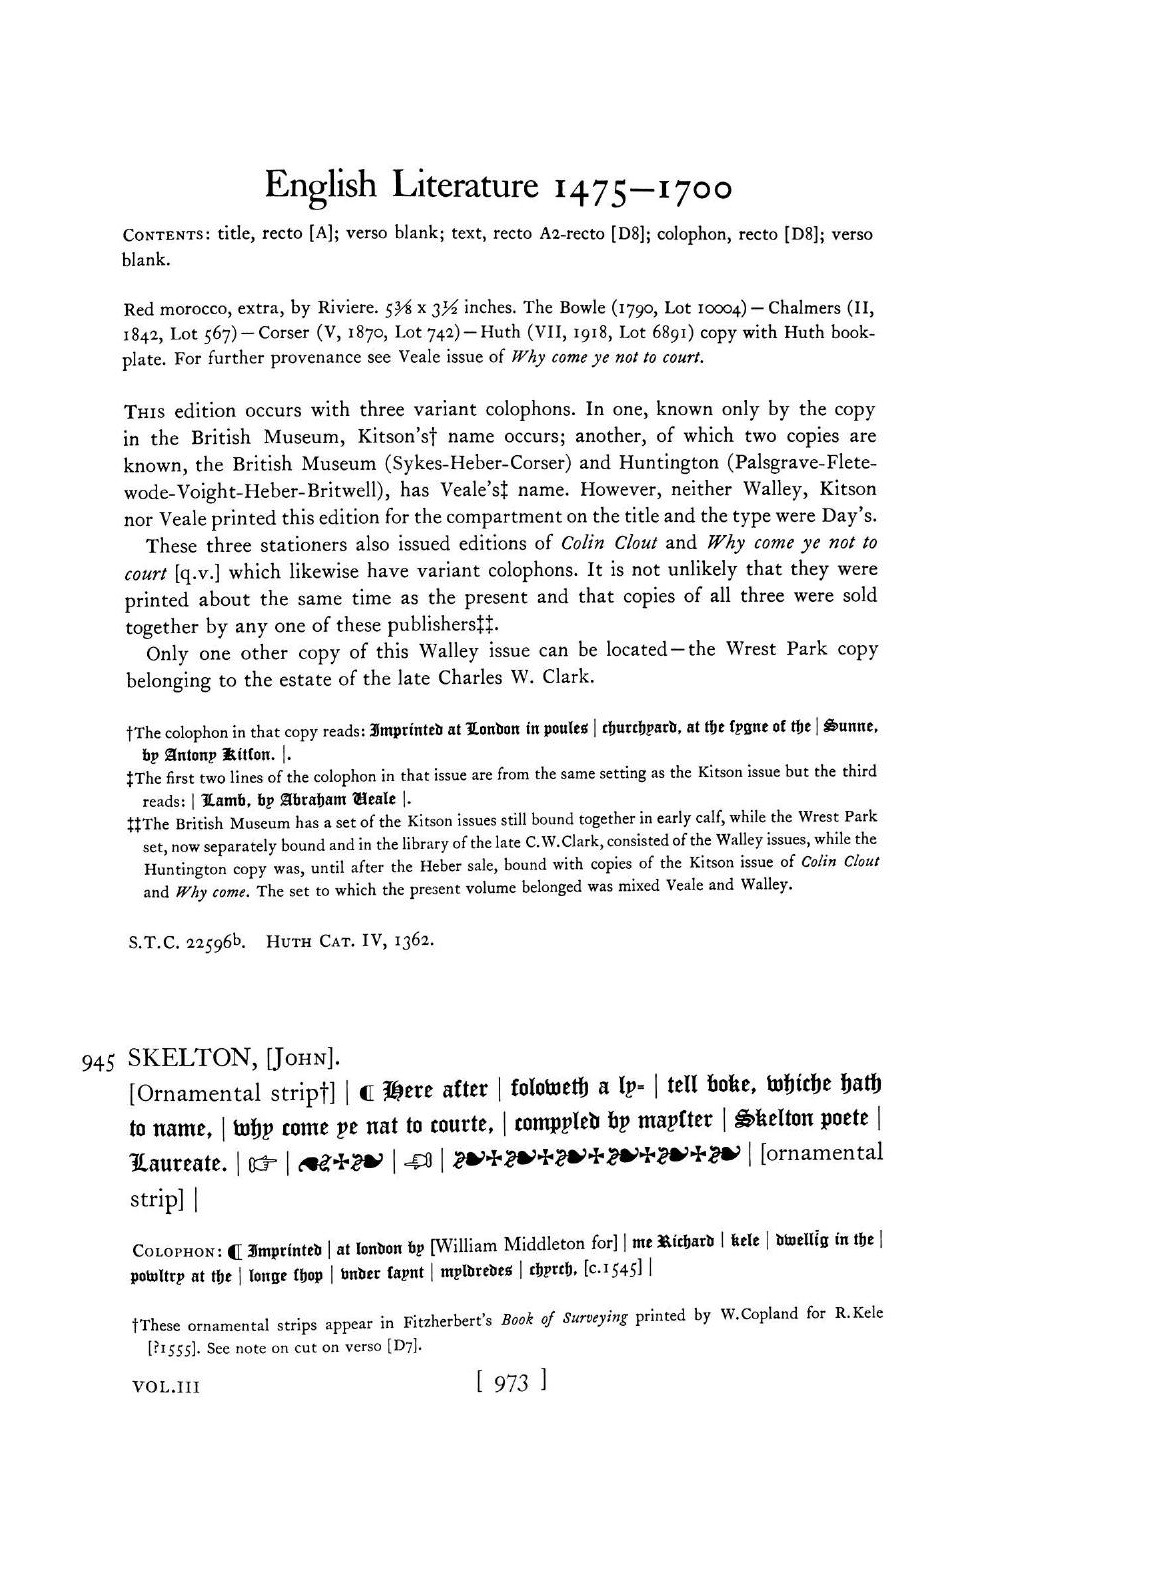 English Literature 1475–1700
CONTENTS: title, recto [A]; verso blank; text, recto A2-recto [D8]; colophon, recto [D8]; verso
blank.
Red morocco, extra, by Riviere. 5⅜ x 3½ inches. The Bowle (1790, Lot 10004) — Chalmers (II,
1842, Lot 567) — Corser (V, 1870, Lot 742) — Huth (VII, 1918, Lot 6891) copy with Huth book-
plate. For further provenance see Veale issue of Why come ye not to court.
THIS edition occurs with three variant colophons. In one, known only by the copy
in the British Museum, Kitson's† name occurs; another, of which two copies are
known, the British Museum (Sykes-Heber-Corser) and Huntington (Palsgrave-Flete-
wode-Voight-Heber-Britwell), has Veale's‡ name. However, neither Walley, Kitson
nor Veale printed this edition for the compartment on the title and the type were Day's.
These three stationers also issued editions of Colin Clout and Why come ye not to
court [q.v.] which likewise have variant colophons. It is not unlikely that they were
printed about the same time as the present and that copies of all three were sold
together by any one of these publishers‡‡.
Only one other copy of this Walley issue can be located—the Wrest Park copy
belonging to the estate of the late Charles W. Clark.
†The colophon in that copy reads: Imprinted at London in poules | churchyard, at the ſygne of the | Sunne,
by Antony Kitſon. |.
‡The first two lines of the colophon in that issue are from the same setting as the Kitson issue but the third
reads: | Lamb, by Abraham Veale |.
‡‡The British Museum has a set of the Kitson issues still bound together in early calf, while the Wrest Park
set, now separately bound and in the library of the late C.W.Clark, consisted of the Walley issues, while the
Huntington copy was, until after the Heber sale, bound with copies of the Kitson issue of Colin Clout
and Why come. The set to which the present volume belonged was mixed Veale and Walley.
S.T.C. 22596b. HUTH CAT. IV, 1362.
945 SKELTON, [JOHN].
[Ornamental strip†] | ¶ Here after | foloweth a ly= | tell boke, whiche hath
to name, | why come ye nat to courte, | compyled by mayſter | Skelton poete |
Laureate. | ☞ | ❧✢❧ | ☜ | ❧✢❧✢❧✢❧✢❧✢❧ | [ornamental
strip] |
COLOPHON: ¶ Imprinted | at london by [William Middleton for] | me Richard | kele | dwellīg in the |
powltry at the | longe ſhop | vnder ſaynt | myldredes | chyrch. [c.1545] |
†These ornamental strips appear in Fitzherbert's Book of Surveying printed by W.Copland for R.Kele
[?1555]. See note on cut on verso [D7].
VOL.III [ 973 ]